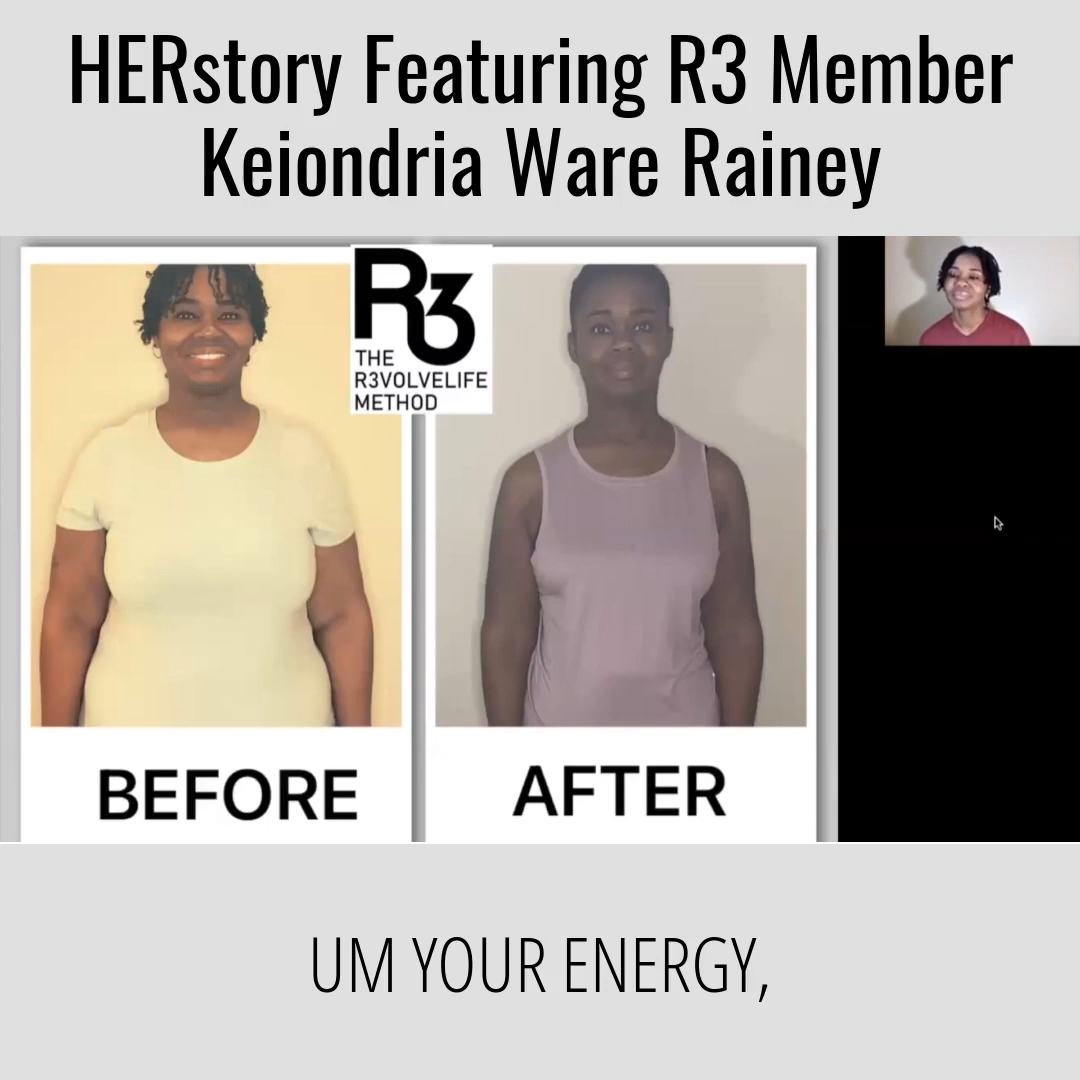 HERstory Featuring R3 Member
Keiondria Ware Rainey
R3
THE
R3VOLVELIFE
METHOD
BEFORE
AFTER
UM YOUR ENERGY,